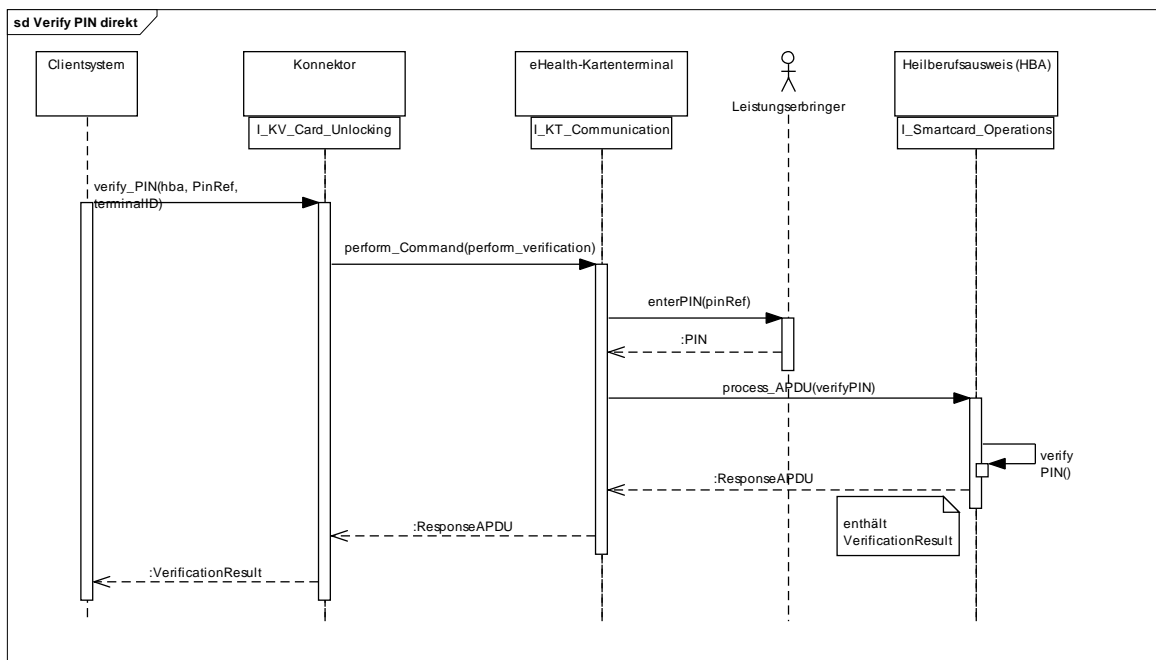 sd Verify PIN direkt
Clientsystem
Konnektor
eHealth-Kartenterminal
Leistungserbringer
Heilberufsausweis (HBA)
I_KV_Card_Unlocking
I_KT_Communication
I_Smartcard_Operations
verify_PIN(hba, PinRef,
terminalID)
perform_Command(perform_verification)
enterPIN(pinRef)
:PIN
process_APDU(verifyPIN)
verify
PIN()
:ResponseAPDU
enthält
VerificationResult
:ResponseAPDU
:VerificationResult